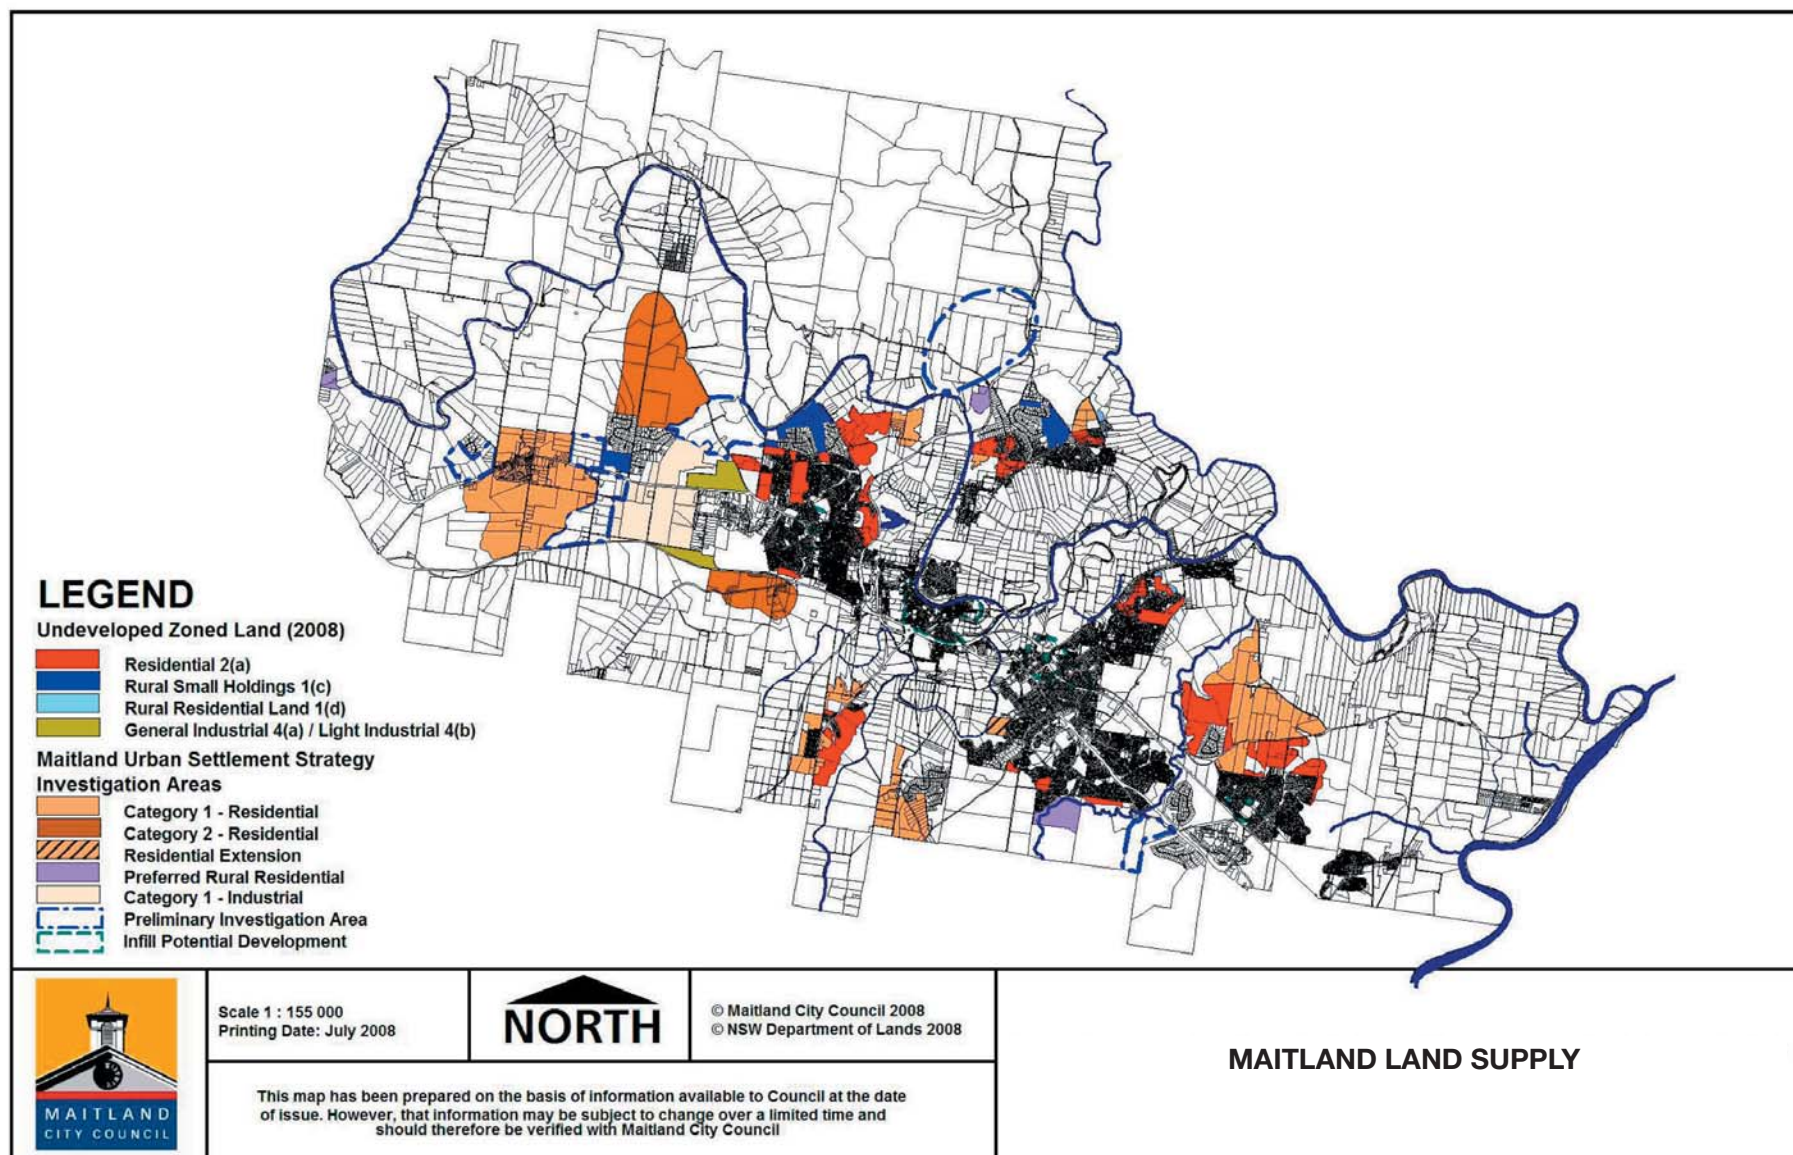 LEGEND
Undeveloped Zoned Land (2008)
Residential 2(a)
Rural Small Holdings 1(c)
Rural Residential Land 1(d)
General Industrial 4(a) / Light Industrial 4(b)
Maitland Urban Settlement Strategy
Investigation Areas
Category 1 - Residential
Category 2 - Residential
Residential Extension
Preferred Rural Residential
Category 1 - Industrial
Preliminary Investigation Area
Infill Potential Development
MAITLAND
CITY COUNCIL
Scale 1 : 155 000
Printing Date: July 2008
NORTH
© Maitland City Council 2008
© NSW Department of Lands 2008
This map has been prepared on the basis of information available to Council at the date
of issue. However, that information may be subject to change over a limited time and
should therefore be verified with Maitland City Council
MAITLAND LAND SUPPLY